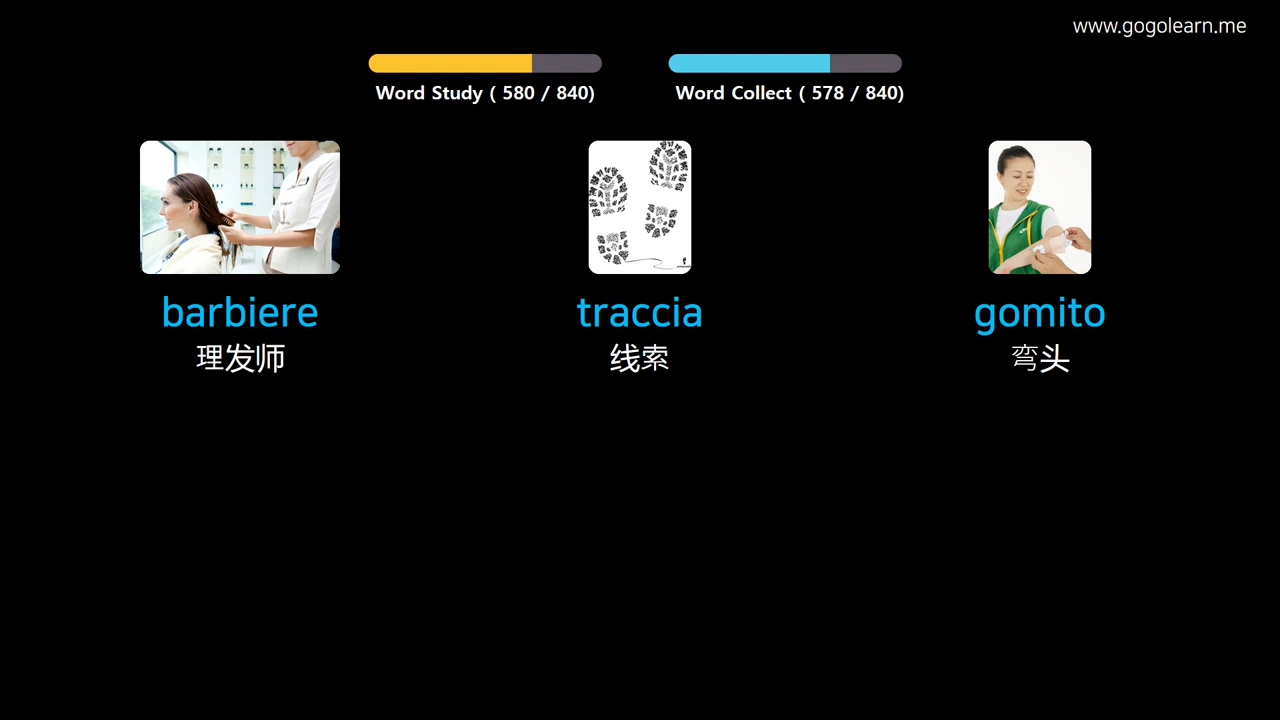 www.gogolearn.me
Word Study ( 580 / 840)
Word Collect ( 578 / 840)
barbiere
理发师
traccia
线索
gomito
弯头